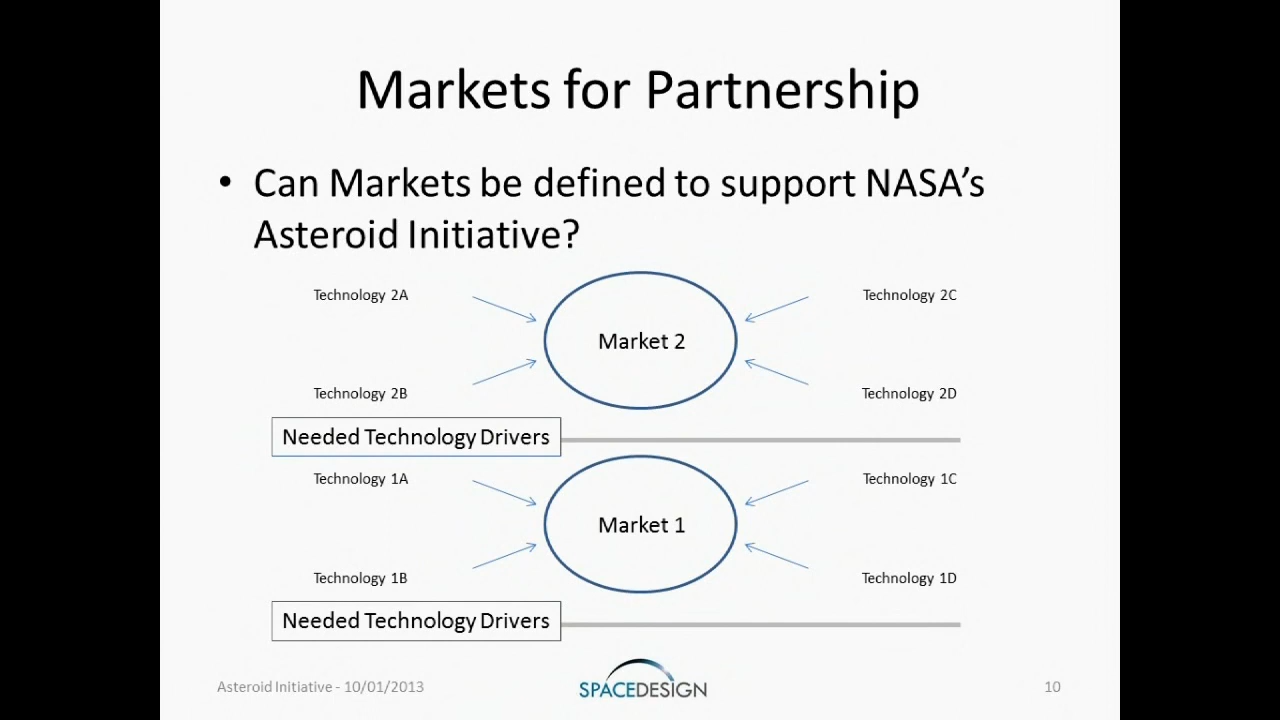 Markets for Partnership
• Can Markets be defined to support NASA's
Asteroid Initiative?
Technology 2A
Technology 2C
Market 2
Technology 2B
Technology 2D
Needed Technology Drivers
Technology 1A
Technology 1C
Market 1
Technology 1B
Technology 1D
Needed Technology Drivers
Asteroid Initiative - 10/01/2013
SPACEDESIGN
10